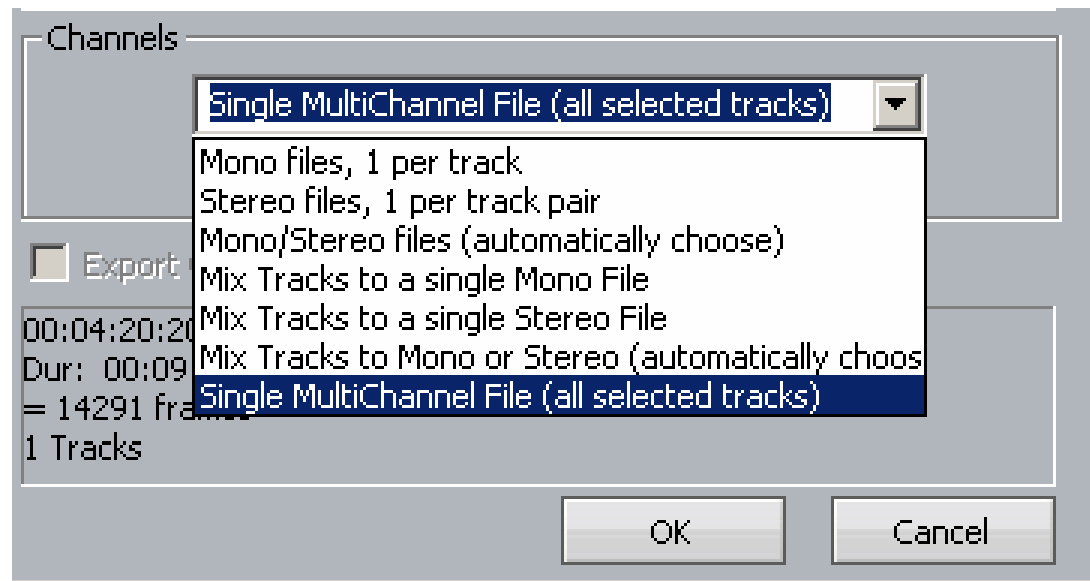 Channels
Single MultiChannel File (all selected tracks)
Mono files, 1 per track
Stereo files, 1 per track pair
Mono/Stereo files (automatically choose)
Mix Tracks to a single Mono File
Mix Tracks to a single Stereo File
Mix Tracks to Mono or Stereo (automatically choos
Single MultiChannel File (all selected tracks)
Export
00:04:20:20
Dur: 00:09
= 14291 frames
1 Tracks
OK
Cancel